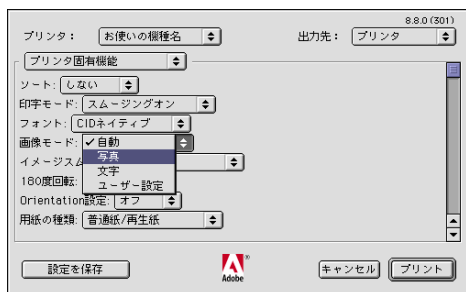 8.8.0 (301)
プリンタ： お使いの機種名 出力先： プリンタ
プリンタ固有機能
ソート： しない
印字モード： スムージングオン
フォント： CIDネイティブ
画像モード： ✓自動
写真
イメージスム
文字
180度回転：
ユーザー設定
Orientation設定： オフ
用紙の種類： 普通紙/再生紙
設定を保存 Adobe キャンセル プリント